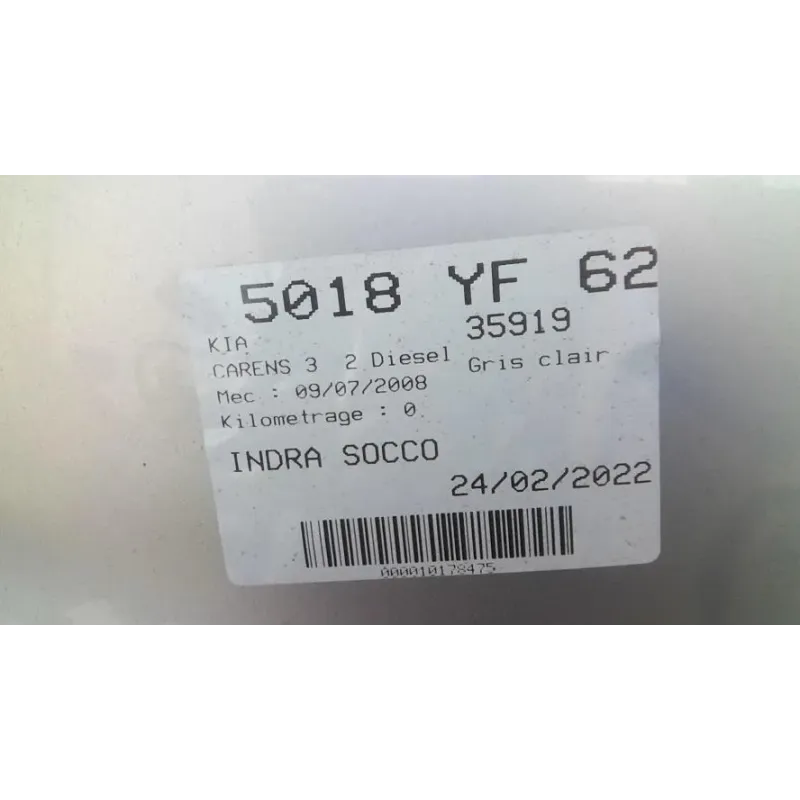 5018 YF 62
KIA 35919
CARENS 3 2 Diesel Gris clair
Mec : 09/07/2008
Kilometrage : 0
INDRA SOCCO
24/02/2022
000010178475